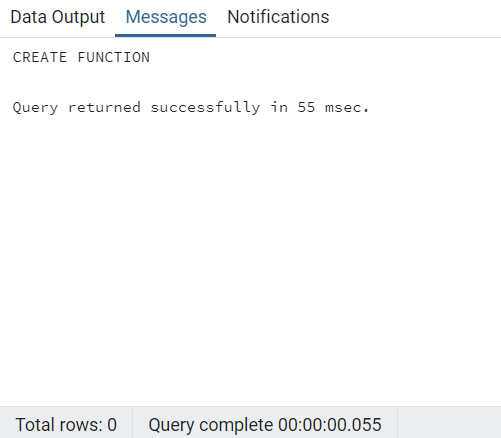 Data Output Messages Notifications
CREATE FUNCTION
Query returned successfully in 55 msec.
Total rows: 0 Query complete 00:00:00.055